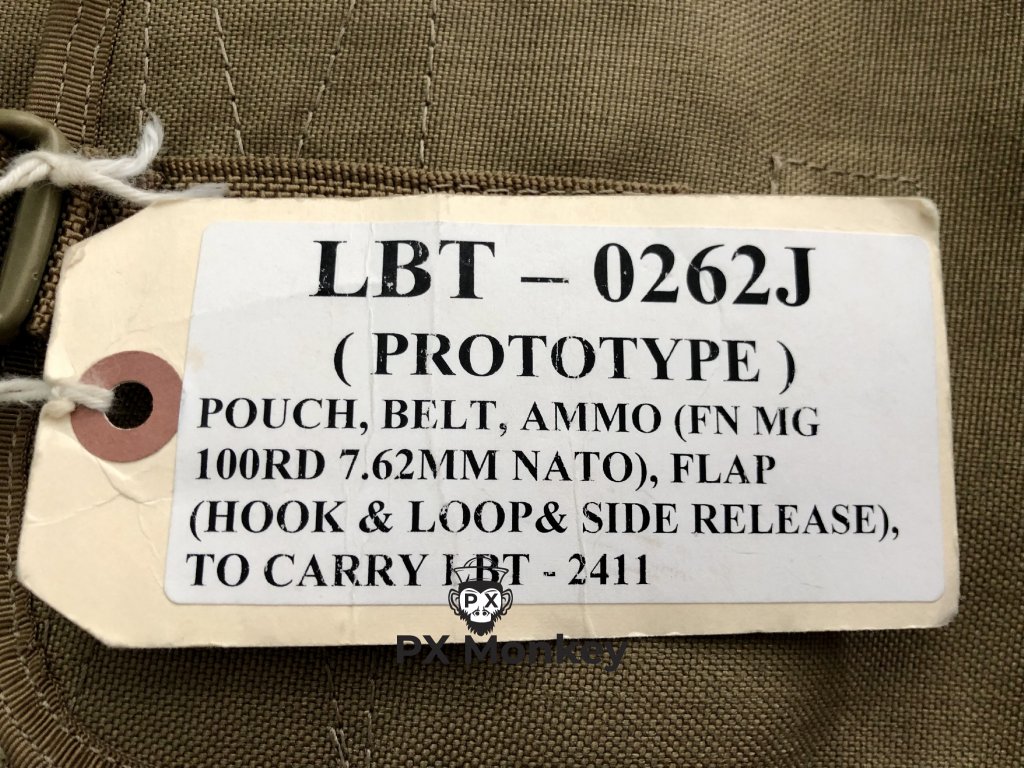 LBT – 0262J
( PROTOTYPE )
POUCH, BELT, AMMO (FN MG
100RD 7.62MM NATO), FLAP
(HOOK & LOOP& SIDE RELEASE),
TO CARRY LBT - 2411
PX
PX Monkey